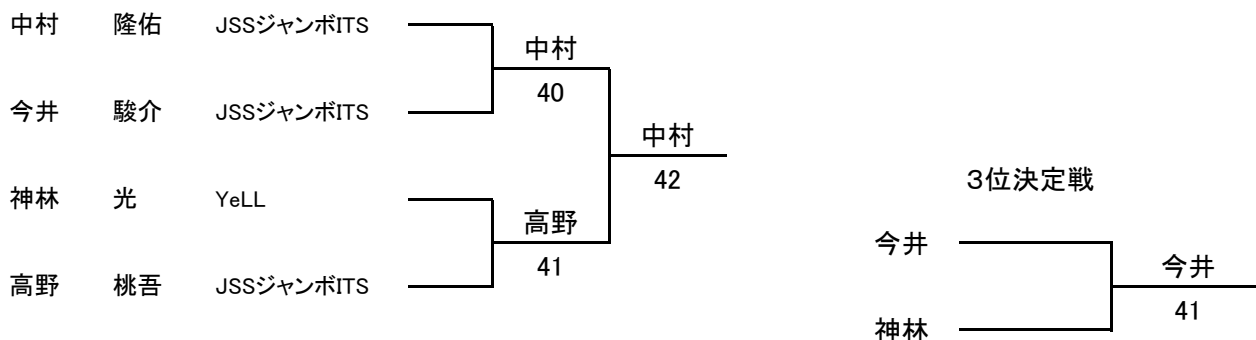 中村 隆佑 JSSジャンボITS
中村
40
今井 駿介 JSSジャンボITS
中村
42
3位決定戦
神林 光 YeLL
高野
41
今井
今井
41
高野 桃吾 JSSジャンボITS
神林